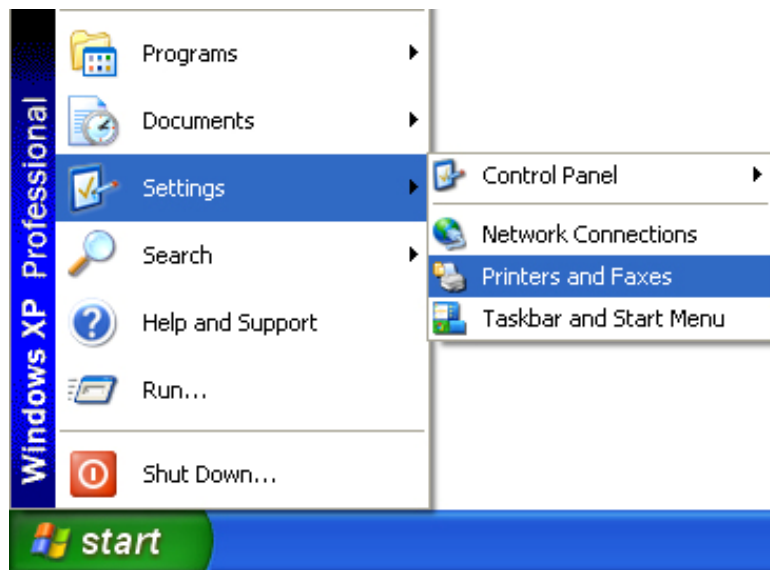 Windows XP Professional
Programs
Documents
Settings
Search
Help and Support
Run...
Shut Down...
Control Panel
Network Connections
Printers and Faxes
Taskbar and Start Menu
start